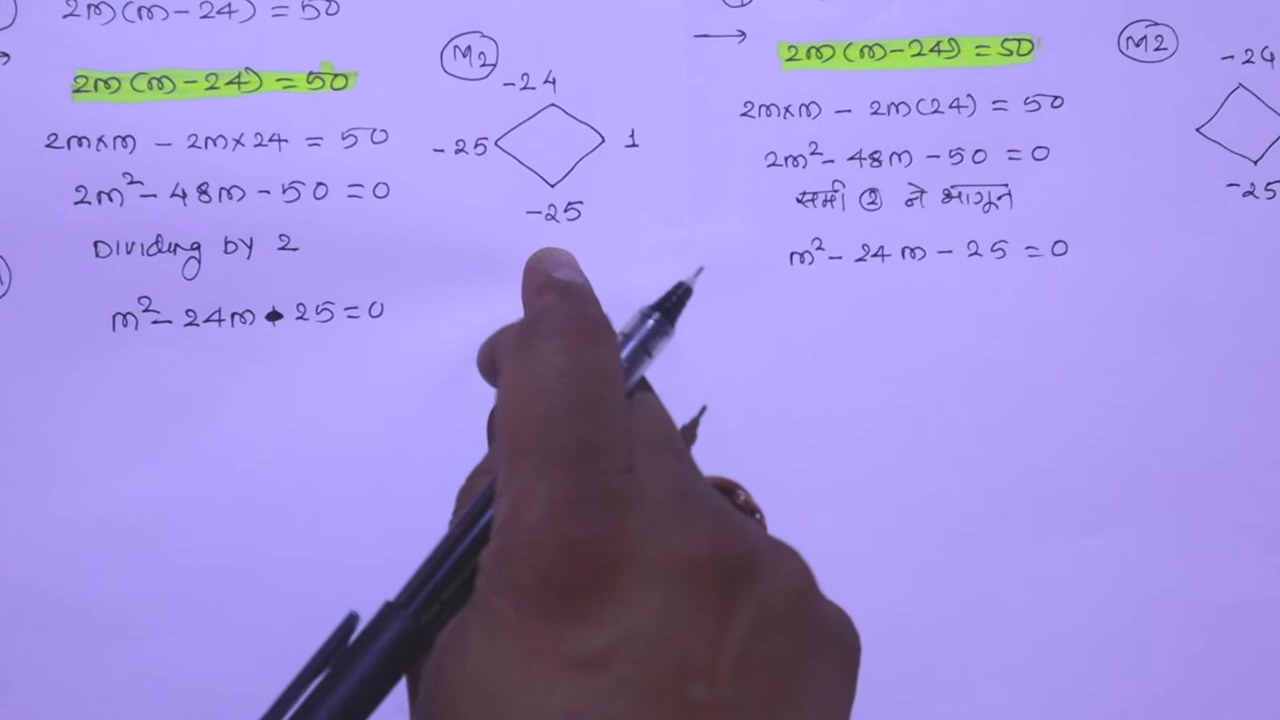 2m(m-24) = 50
2m(m-24) = 50
2m×m - 2m×24 = 50
2m² - 48m - 50 = 0
Dividing by 2
m² - 24m - 25 = 0
M2
-24
-25
1
-25
→
2m(m-24) = 50
2m×m - 2m(24) = 50
2m² - 48m - 50 = 0
समी ② ने भागून
m² - 24m - 25 = 0
M2
-24
-25